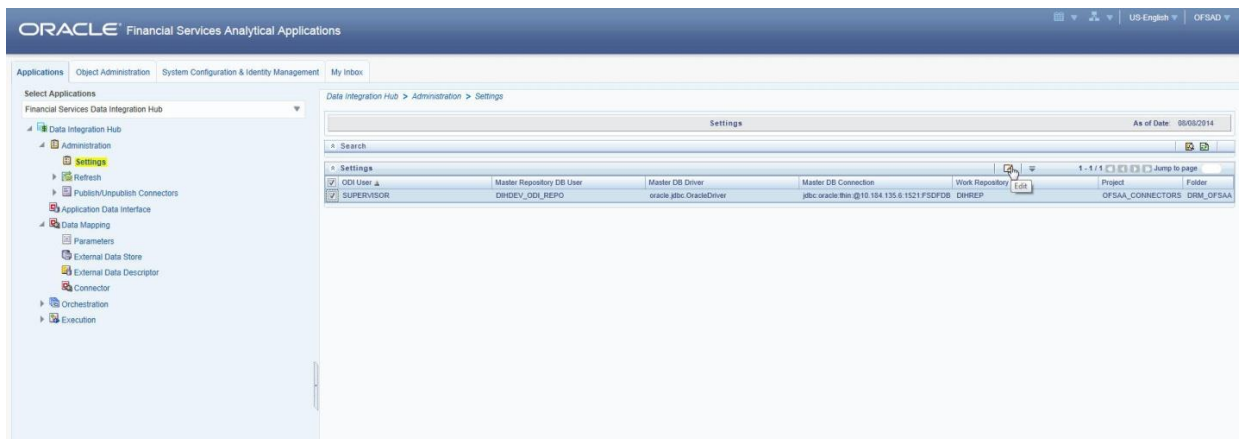 ORACLE® Financial Services Analytical Applications
US-English
OFSAD
Applications
Object Administration
System Configuration & Identity Management
My Inbox
Select Applications
Financial Services Data Integration Hub
Data Integration Hub
Administration
Settings
Refresh
Publish/Unpublish Connectors
Application Data Interface
Data Mapping
Parameters
External Data Store
External Data Descriptor
Connector
Orchestration
Execution
Data Integration Hub > Administration > Settings
Settings
As of Date: 08/08/2014
Search
Settings
1 - 1 / 1
Jump to page
ODI User
Master Repository DB User
Master DB Driver
Master DB Connection
Work Repository
Project
Folder
Edit
SUPERVISOR
DIHDEV_ODI_REPO
oracle.jdbc.OracleDriver
jdbc:oracle:thin:@10.184.135.6:1521:FSDFDB
DIHREP
OFSAA_CONNECTORS
DRM_OFSAA